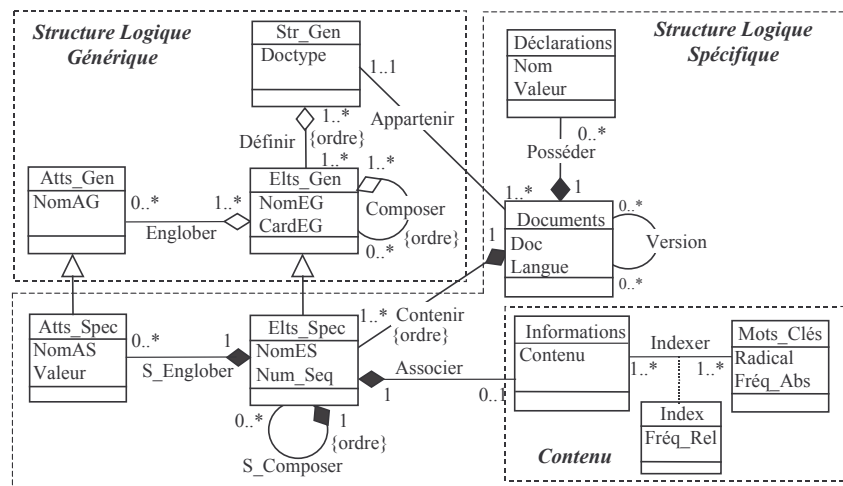 Structure Logique
Générique
Str_Gen
Doctype
Structure Logique
Spécifique
Déclarations
Nom
Valeur
1..1
Appartenir
1..*
{ordre}
Définir
1..*
0..*
Posséder
1
Atts_Gen
NomAG
0..*
Englober
1..*
Elts_Gen
NomEG
CardEG
1..*
Composer
0..*
{ordre}
1..*
Documents
Doc
Langue
0..*
Version
0..*
1
Contenir
{ordre}
1..*
Atts_Spec
NomAS
Valeur
0..*
S_Englober
1
Elts_Spec
NomES
Num_Seq
Associer
1
0..1
0..*
1
{ordre}
S_Composer
Informations
Contenu
Indexer
1..*
1..*
Mots_Clés
Radical
Fréq_Abs
Index
Fréq_Rel
Contenu